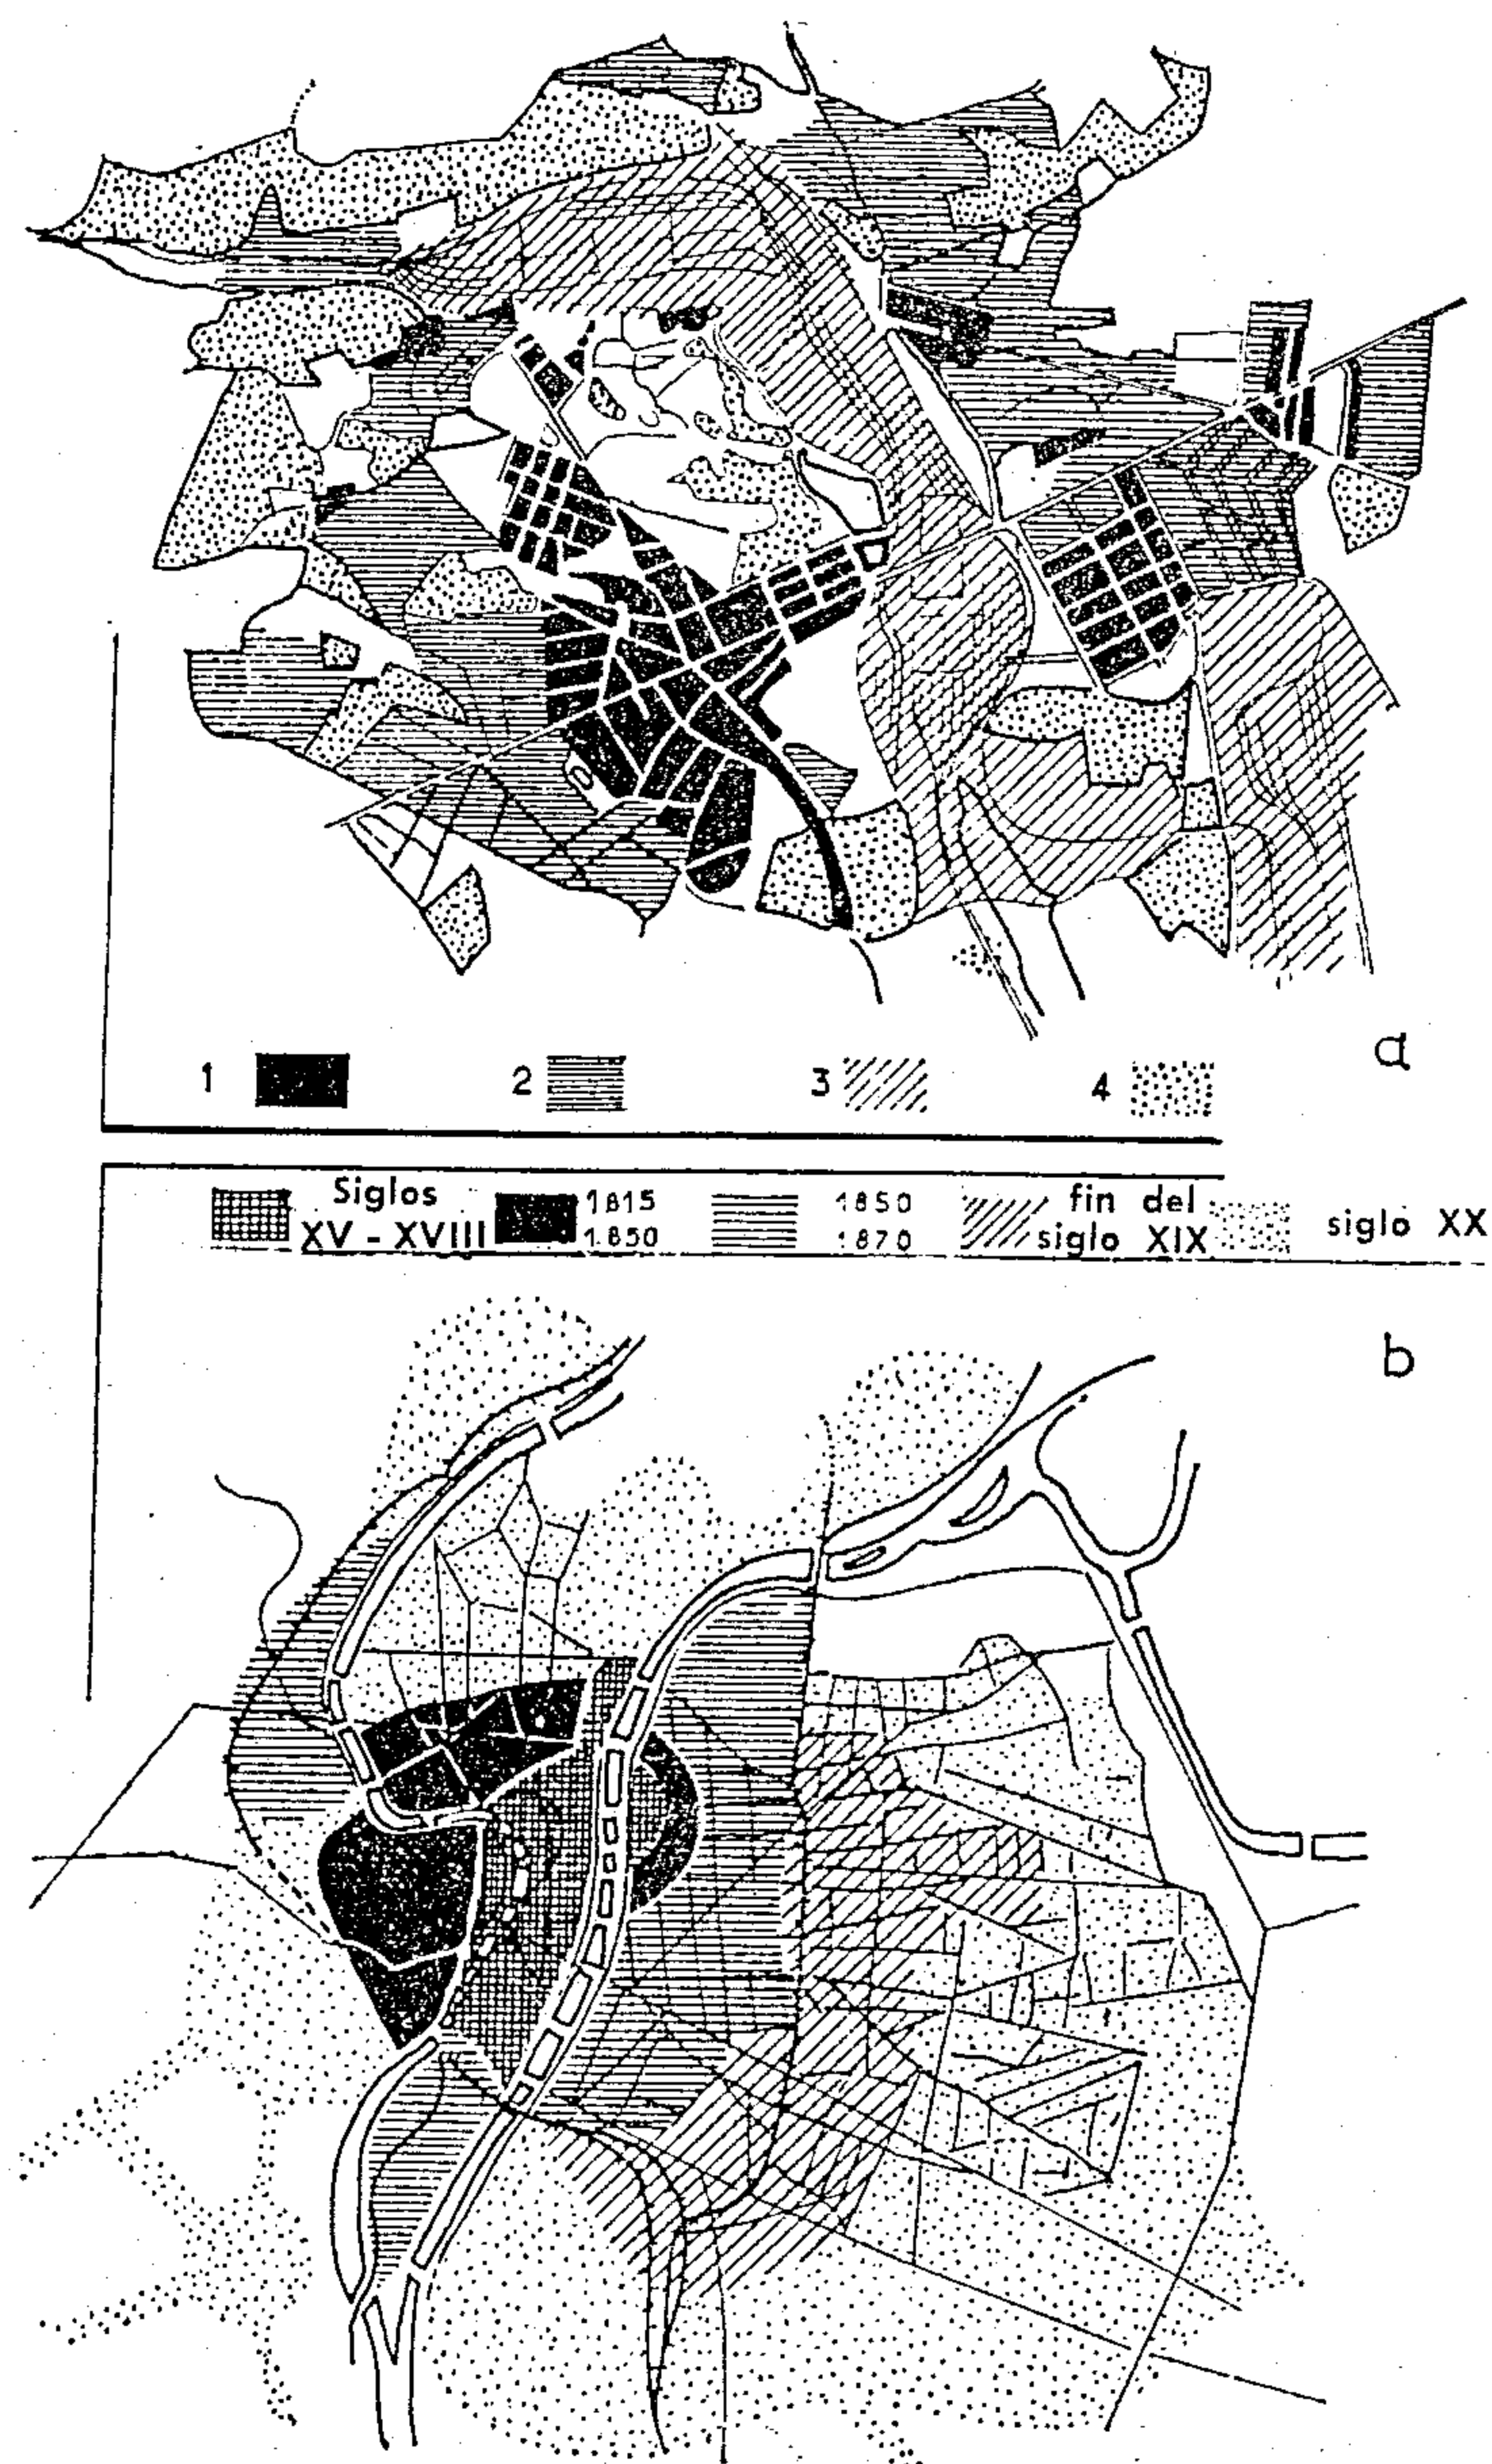 a
1 2 3 4
Siglos XV - XVIII
1815 1850
1850 1870
fin del siglo XIX
siglo XX
b